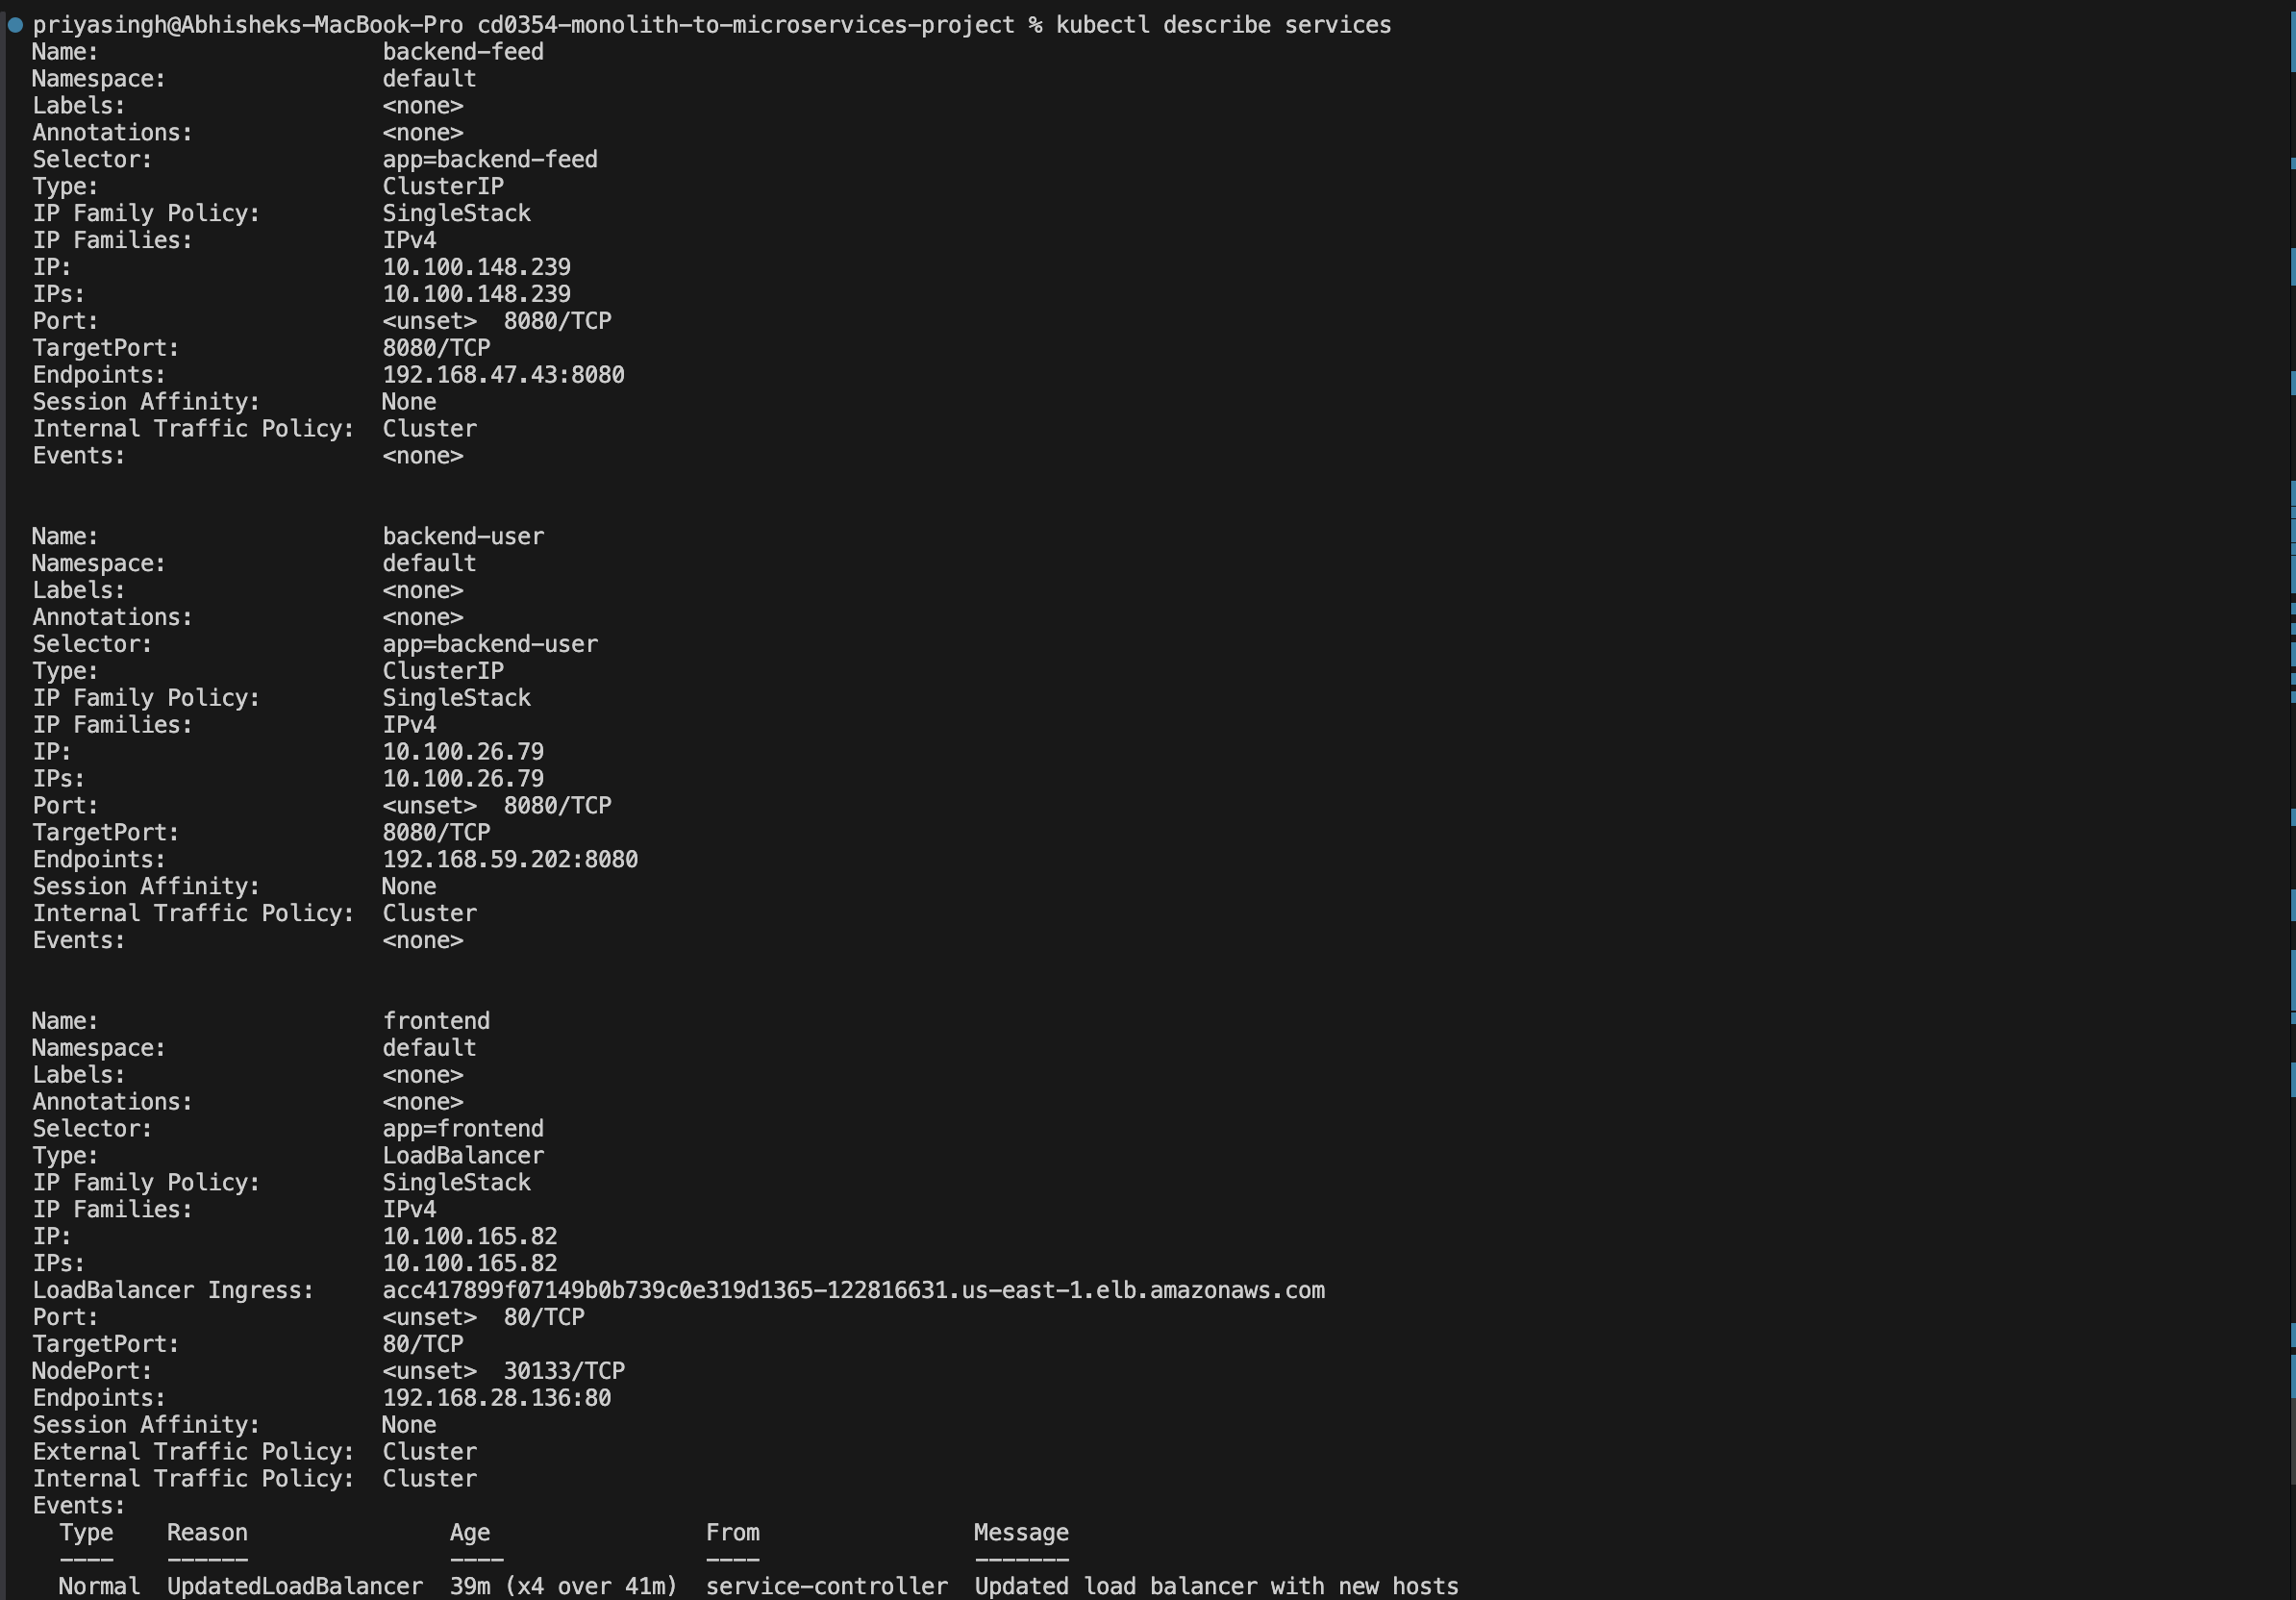 priyasingh@Abhisheks-MacBook-Pro cd0354-monolith-to-microservices-project % kubectl describe services
Name:                     backend-feed
Namespace:                default
Labels:                   <none>
Annotations:              <none>
Selector:                 app=backend-feed
Type:                     ClusterIP
IP Family Policy:         SingleStack
IP Families:              IPv4
IP:                       10.100.148.239
IPs:                      10.100.148.239
Port:                     <unset>  8080/TCP
TargetPort:               8080/TCP
Endpoints:                192.168.47.43:8080
Session Affinity:         None
Internal Traffic Policy:  Cluster
Events:                   <none>
Name:                     backend-user
Namespace:                default
Labels:                   <none>
Annotations:              <none>
Selector:                 app=backend-user
Type:                     ClusterIP
IP Family Policy:         SingleStack
IP Families:              IPv4
IP:                       10.100.26.79
IPs:                      10.100.26.79
Port:                     <unset>  8080/TCP
TargetPort:               8080/TCP
Endpoints:                192.168.59.202:8080
Session Affinity:         None
Internal Traffic Policy:  Cluster
Events:                   <none>
Name:                     frontend
Namespace:                default
Labels:                   <none>
Annotations:              <none>
Selector:                 app=frontend
Type:                     LoadBalancer
IP Family Policy:         SingleStack
IP Families:              IPv4
IP:                       10.100.165.82
IPs:                      10.100.165.82
LoadBalancer Ingress:     acc417899f07149b0b739c0e319d1365-122816631.us-east-1.elb.amazonaws.com
Port:                     <unset>  80/TCP
TargetPort:               80/TCP
NodePort:                 <unset>  30133/TCP
Endpoints:                192.168.28.136:80
Session Affinity:         None
External Traffic Policy:  Cluster
Internal Traffic Policy:  Cluster
Events:
  Type    Reason               Age                From                Message
  ----    ------               ----               ----                -------
  Normal  UpdatedLoadBalancer  39m (x4 over 41m)  service-controller  Updated load balancer with new hosts